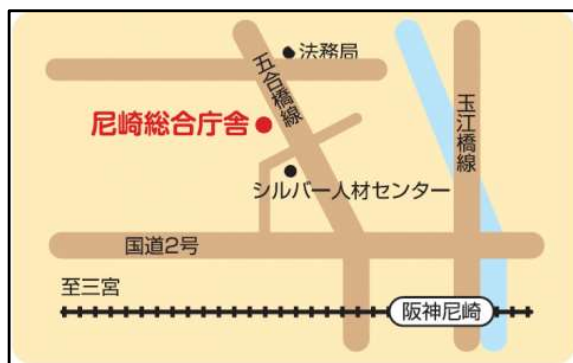 法務局
五合橋線
尼崎総合庁舎
玉江橋線
シルバー人材センター
国道2号
至三宮
阪神尼崎